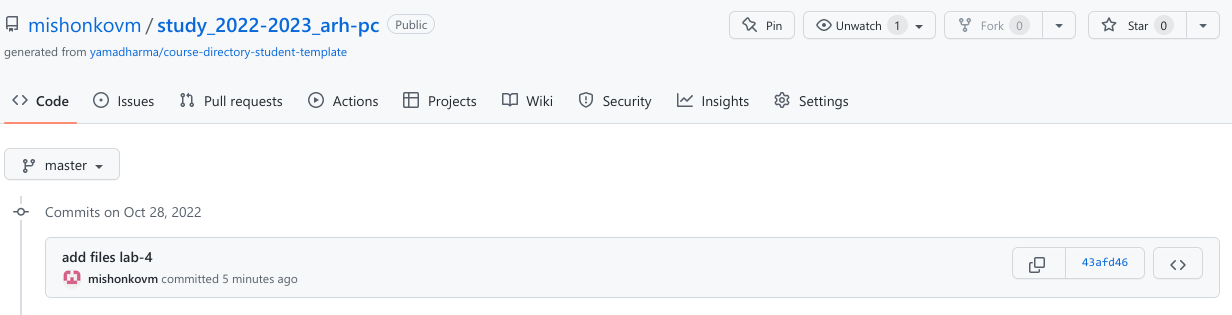 mishonkovm / study_2022-2023_arh-pc Public Pin Unwatch 1 Fork 0 Star 0
generated from yamadharma/course-directory-student-template
Code Issues Pull requests Actions Projects Wiki Security Insights Settings
master
Commits on Oct 28, 2022
add files lab-4
mishonkovm committed 5 minutes ago
43afd46